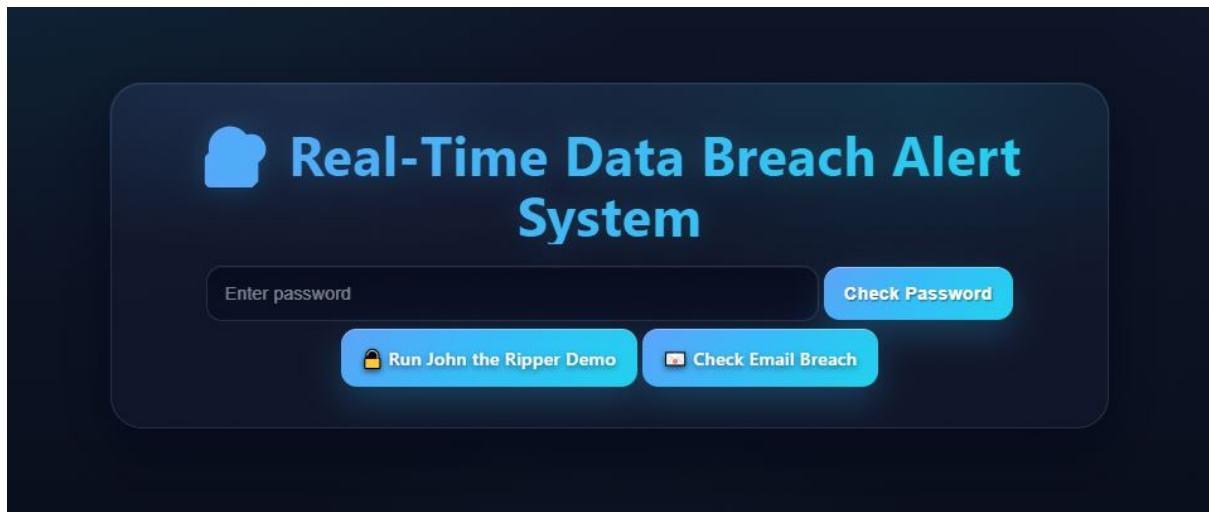 Real-Time Data Breach Alert
System
Enter password
Check Password
Run John the Ripper Demo
Check Email Breach